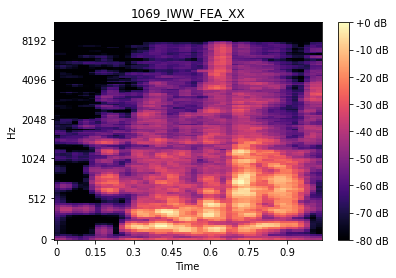 1069_IWW_FEA_XX
Hz
8192
4096
2048
1024
512
0
0 0.15 0.3 0.45 0.6 0.75 0.9
Time
+0 dB
-10 dB
-20 dB
-30 dB
-40 dB
-50 dB
-60 dB
-70 dB
-80 dB